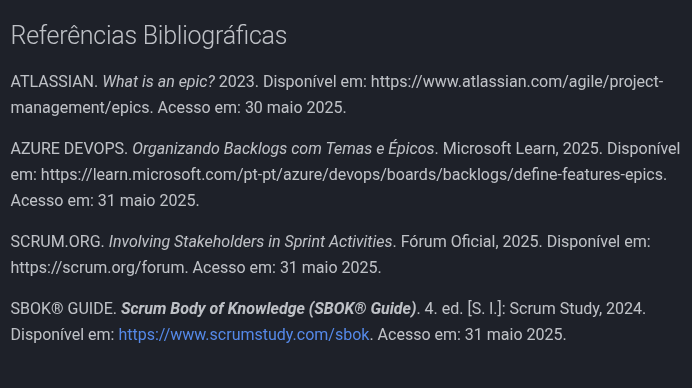 Referências Bibliográficas
ATLASSIAN. What is an epic? 2023. Disponível em: https://www.atlassian.com/agile/project-
management/epics. Acesso em: 30 maio 2025.
AZURE DEVOPS. Organizando Backlogs com Temas e Épicos. Microsoft Learn, 2025. Disponível
em: https://learn.microsoft.com/pt-pt/azure/devops/boards/backlogs/define-features-epics.
Acesso em: 31 maio 2025.
SCRUM.ORG. Involving Stakeholders in Sprint Activities. Fórum Oficial, 2025. Disponível em:
https://scrum.org/forum. Acesso em: 31 maio 2025.
SBOK® GUIDE. Scrum Body of Knowledge (SBOK® Guide). 4. ed. [S. I.]: Scrum Study, 2024.
Disponível em: https://www.scrumstudy.com/sbok. Acesso em: 31 maio 2025.